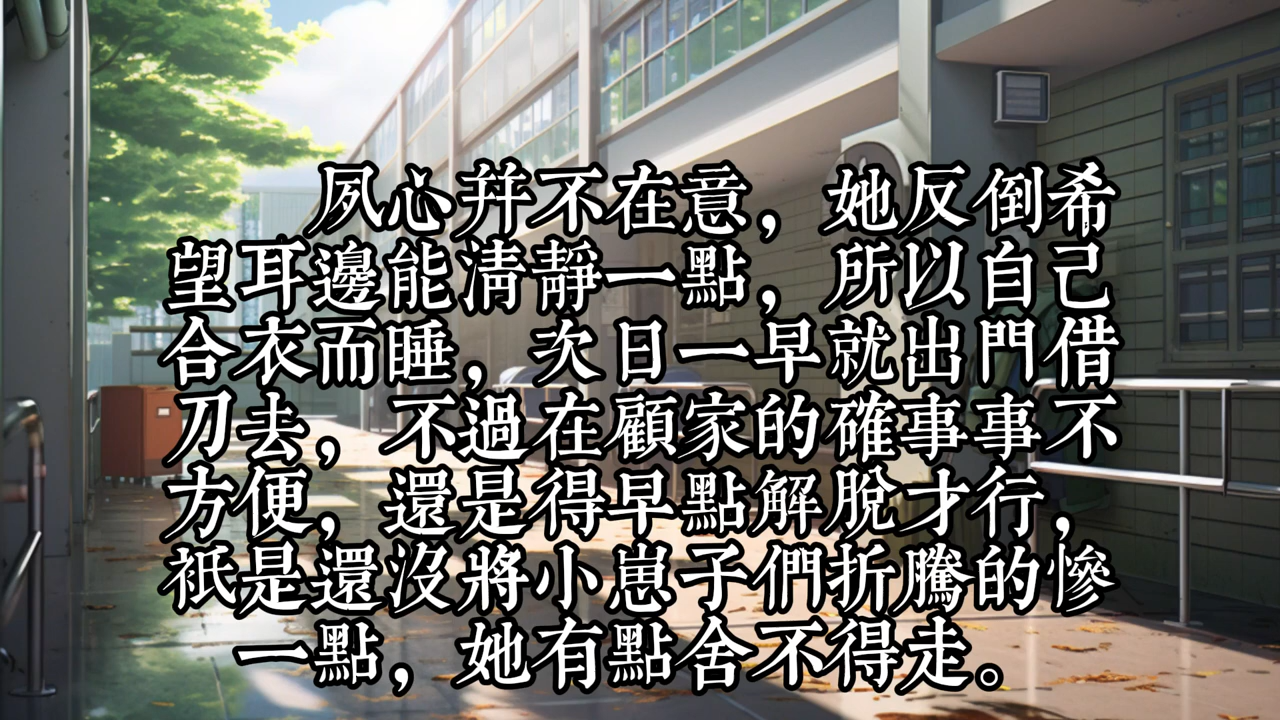 夙心并不在意，她反倒希
望耳邊能清靜一點，所以自己
合衣而睡，次日一早就出門借
刀去，不過在顧家的確事事不
方便，還是得早點解脫才行，
祇是還沒將小崽子們折騰的慘
一點，她有點舍不得走。